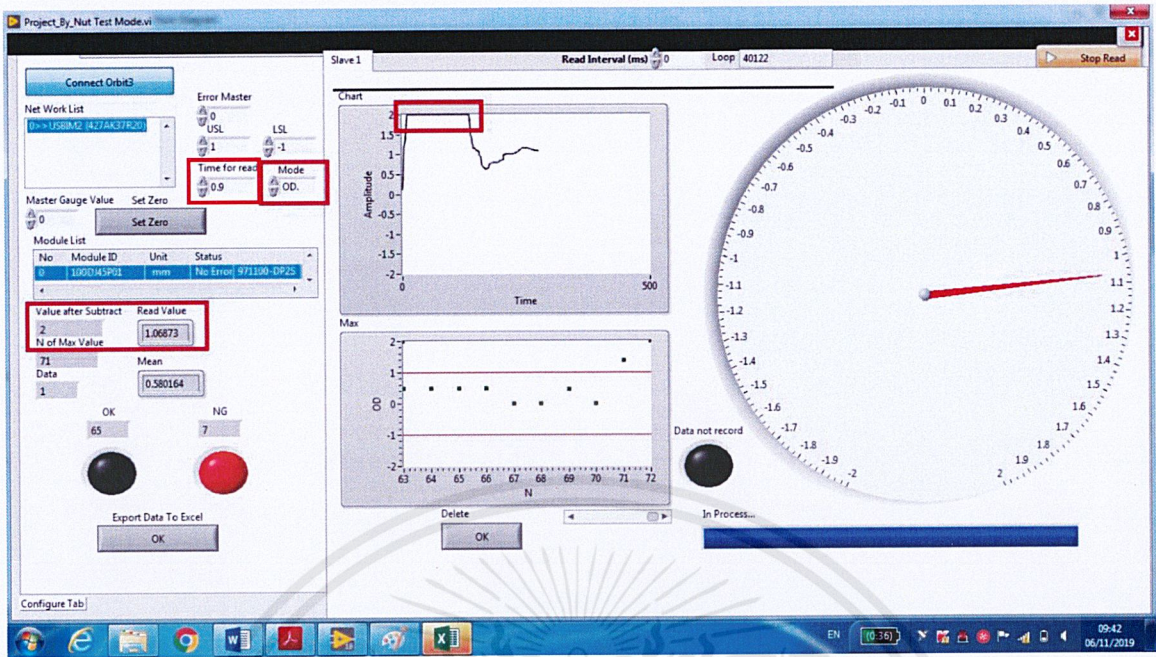 Project_By_Nut Test Mode.vi
Slave 1
Read Interval (ms) 0
Loop 40122
Stop Read
Connect Orbit3
Net Work List
0>> USBIM2 (427AK37R20)
Error Master
0
USL
LSL
1
-1
Time for read
Mode
0.9
OD.
Master Gauge Value
Set Zero
0
Set Zero
Module List
No Module ID Unit Status
0 100DJ45P01 mm No Error 971100-DP2S
Value after Subtract
Read Value
2
1.06873
N of Max Value
71
Mean
Data
0.580164
1
OK
NG
65
7
Export Data To Excel
OK
Configure Tab
Chart
Amplitude
2
1.5
1
0.5
0
-0.5
-1
-1.5
-2
0
500
Time
Max
OD
2
1
0
-1
-2
63 64 65 66 67 68 69 70 71 72
N
Delete
OK
Data not record
In Process...
-2 -1.9 -1.8 -1.7 -1.6 -1.5 -1.4 -1.3 -1.2 -1.1 -1 -0.9 -0.8 -0.7 -0.6 -0.5 -0.4 -0.3 -0.2 -0.1 0 0.1 0.2 0.3 0.4 0.5 0.6 0.7 0.8 0.9 1 1.1 1.2 1.3 1.4 1.5 1.6 1.7 1.8 1.9 2
EN
(0:36)
09:42
06/11/2019